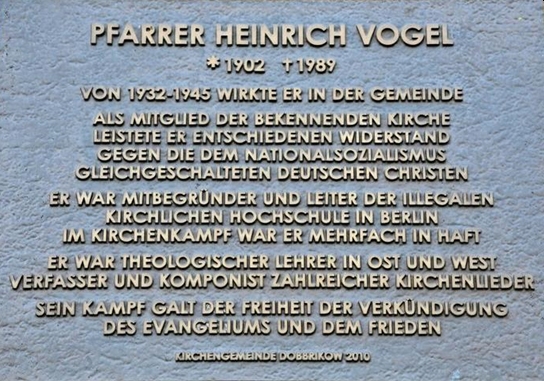 PFARRER HEINRICH VOGEL
* 1902 † 1989
VON 1932-1945 WIRKTE ER IN DER GEMEINDE
ALS MITGLIED DER BEKENNENDEN KIRCHE
LEISTETE ER ENTSCHIEDENEN WIDERSTAND
GEGEN DIE DEM NATIONALSOZIALISMUS
GLEICHGESCHALTETEN DEUTSCHEN CHRISTEN
ER WAR MITBEGRÜNDER UND LEITER DER ILLEGALEN
KIRCHLICHEN HOCHSCHULE IN BERLIN
IM KIRCHENKAMPF WAR ER MEHRFACH IN HAFT
ER WAR THEOLOGISCHER LEHRER IN OST UND WEST
VERFASSER UND KOMPONIST ZAHLREICHER KIRCHENLIEDER
SEIN KAMPF GALT DER FREIHEIT DER VERKÜNDIGUNG
DES EVANGELIUMS UND DEM FRIEDEN
KIRCHENGEMEINDE DOBBRIKOW 2010